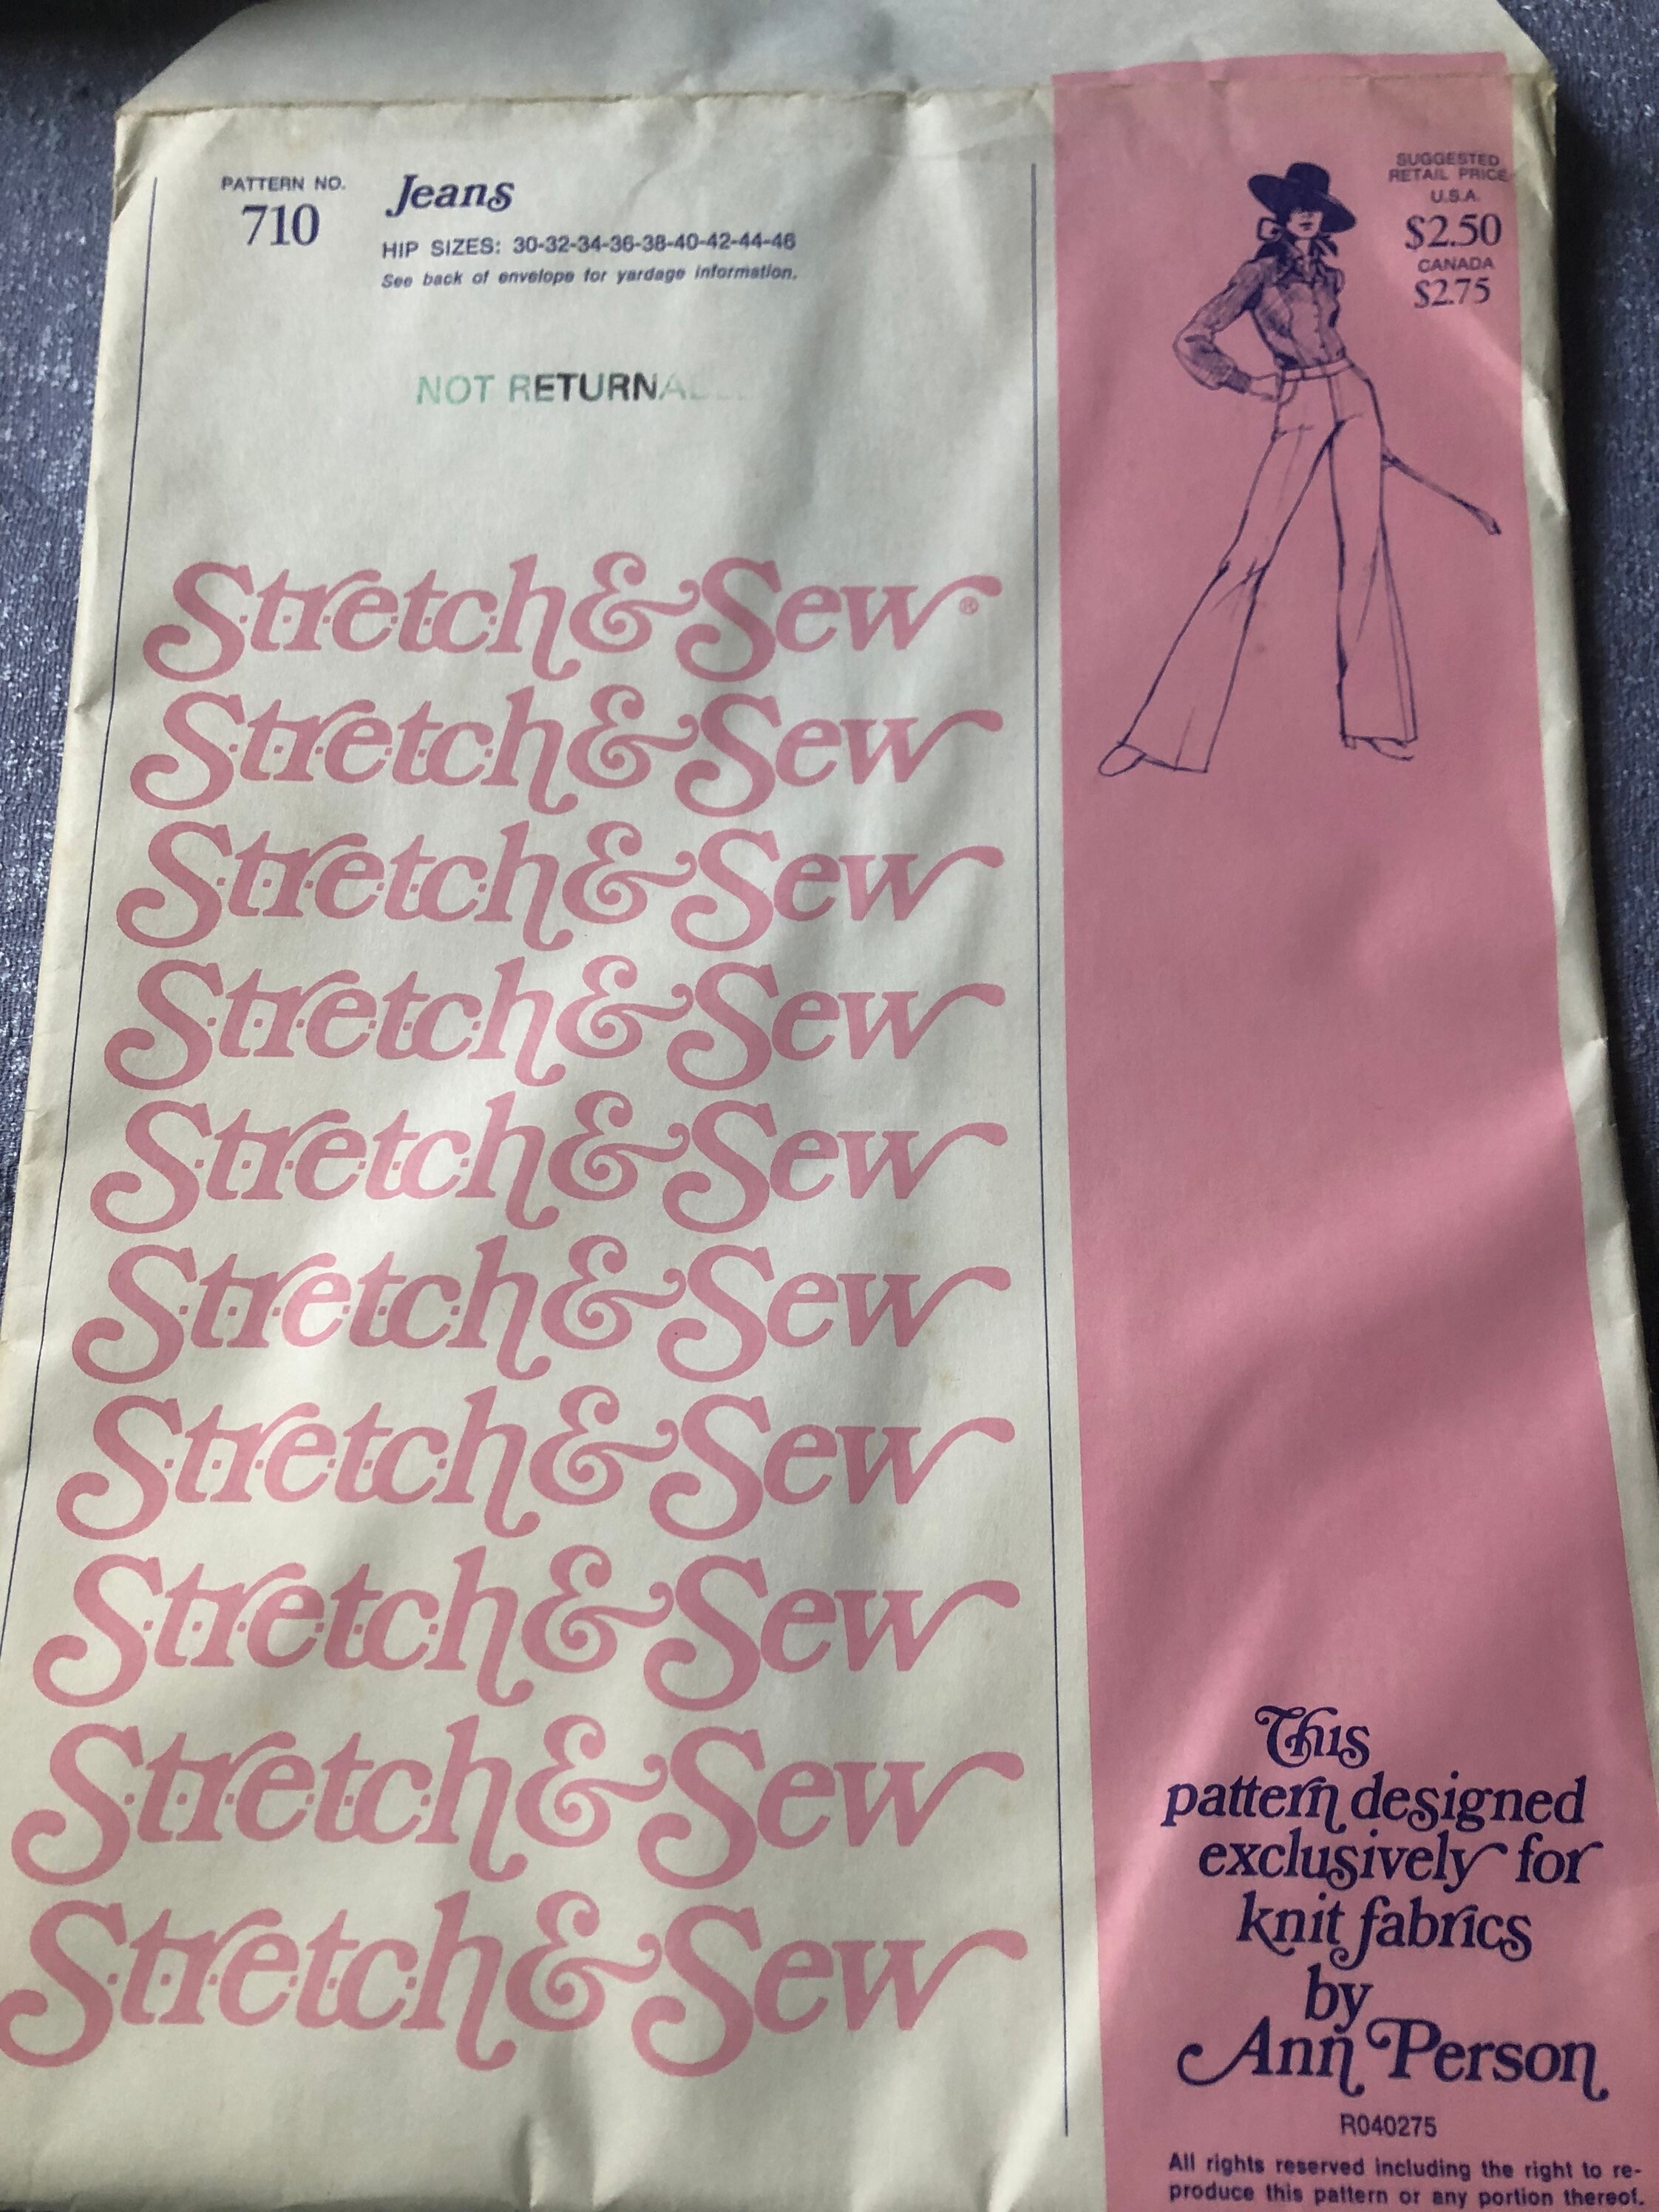 PATTERN NO.
710
Jeans
HIP SIZES: 30-32-34-36-38-40-42-44-46
See back of envelope for yardage information.
NOT RETURNA
SUGGESTED
RETAIL PRICE
U.S.A.
$2.50
CANADA
$2.75
Stretch & Sew®
Stretch & Sew
Stretch & Sew
Stretch & Sew
Stretch & Sew
Stretch & Sew
Stretch & Sew
Stretch & Sew
Stretch & Sew
Stretch & Sew
This
pattern designed
exclusively for
knit fabrics
by
Ann Person
R040275
All rights reserved including the right to re-
produce this pattern or any portion thereof.